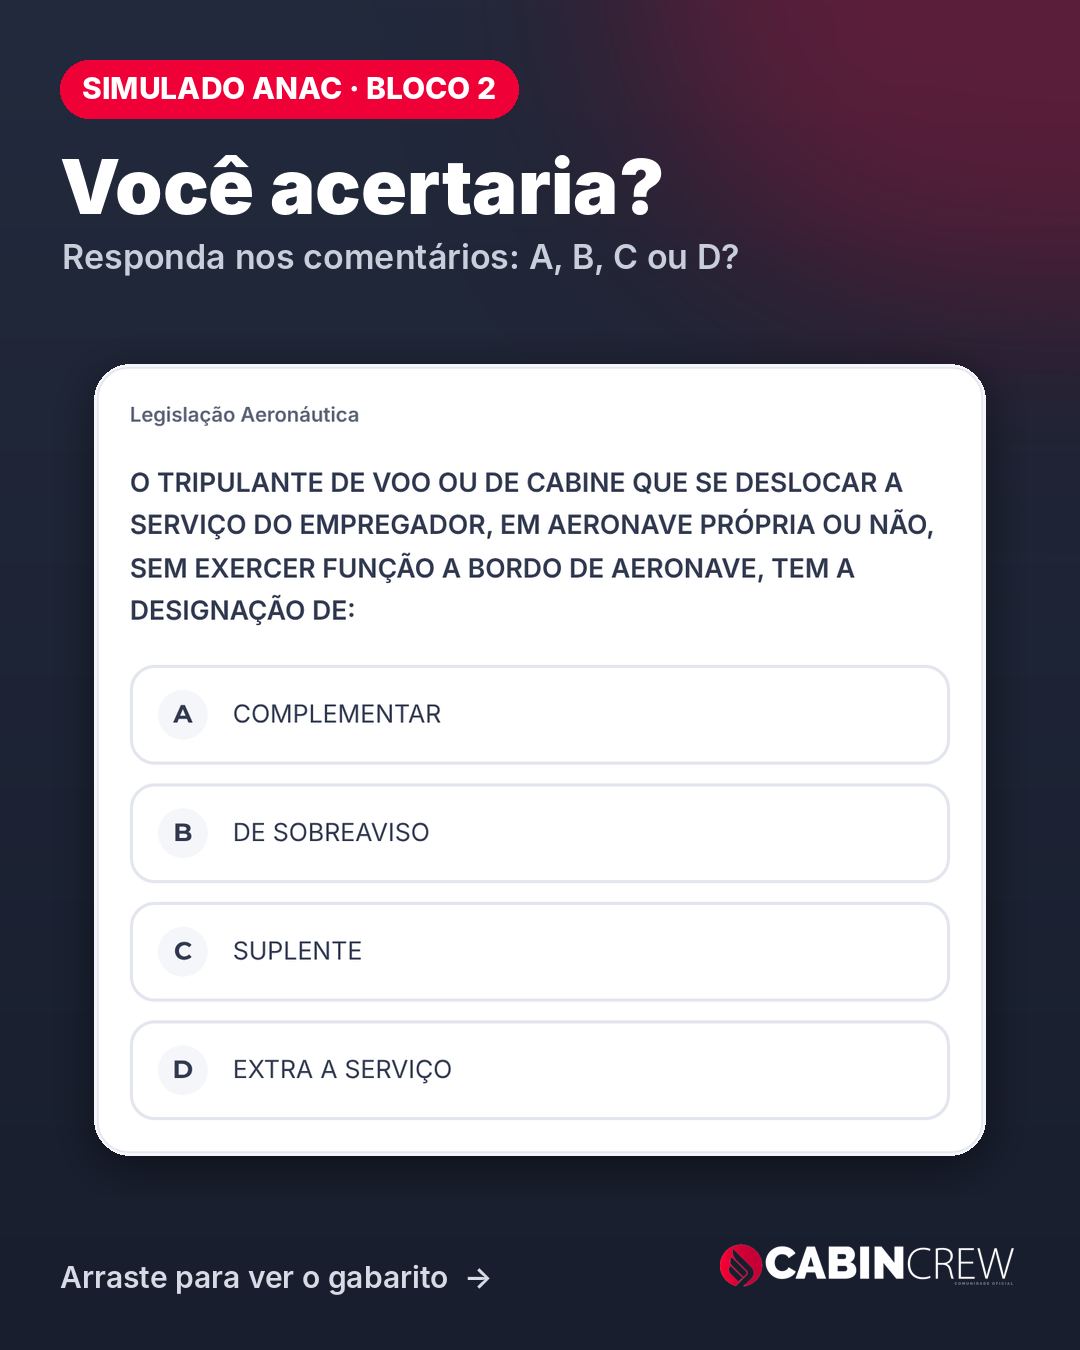 SIMULADO ANAC · BLOCO 2
Você acertaria?
Responda nos comentários: A, B, C ou D?
Legislação Aeronáutica
O TRIPULANTE DE VOO OU DE CABINE QUE SE DESLOCAR A
SERVIÇO DO EMPREGADOR, EM AERONAVE PRÓPRIA OU NÃO,
SEM EXERCER FUNÇÃO A BORDO DE AERONAVE, TEM A
DESIGNAÇÃO DE:
A COMPLEMENTAR
B DE SOBREAVISO
C SUPLENTE
D EXTRA A SERVIÇO
Arraste para ver o gabarito →
CABINCREW
COMUNIDADE OFICIAL